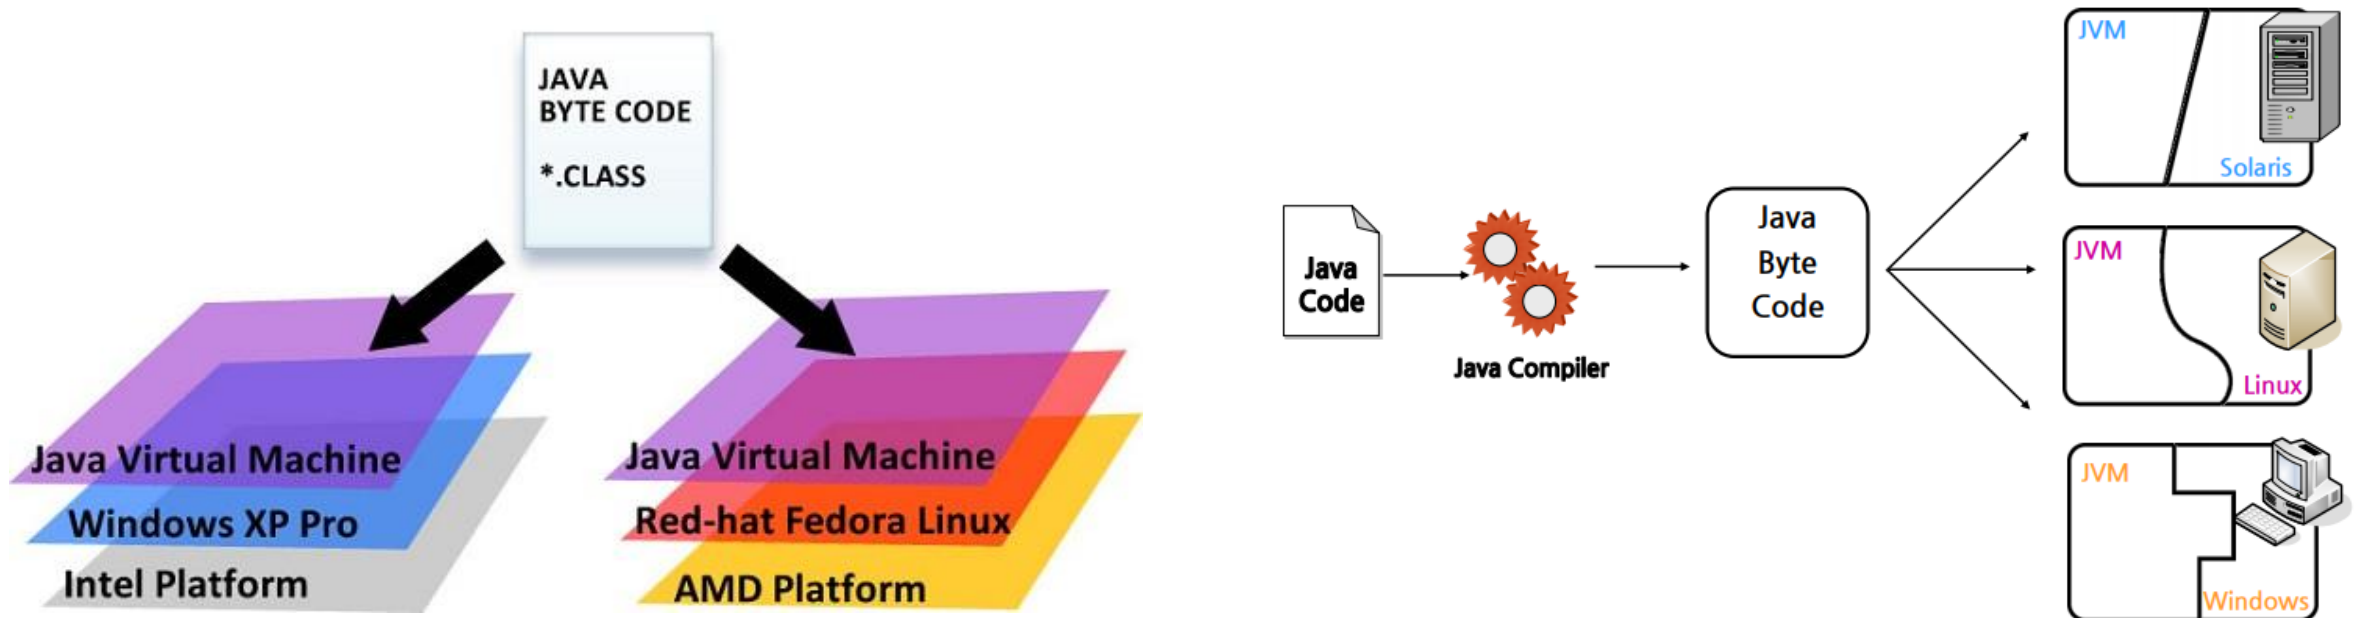 JAVA
BYTE CODE
*.CLASS
Java Virtual Machine
Windows XP Pro
Intel Platform
Java Virtual Machine
Red-hat Fedora Linux
AMD Platform
Java
Code
Java Compiler
Java
Byte
Code
JVM
Solaris
JVM
Linux
JVM
Windows